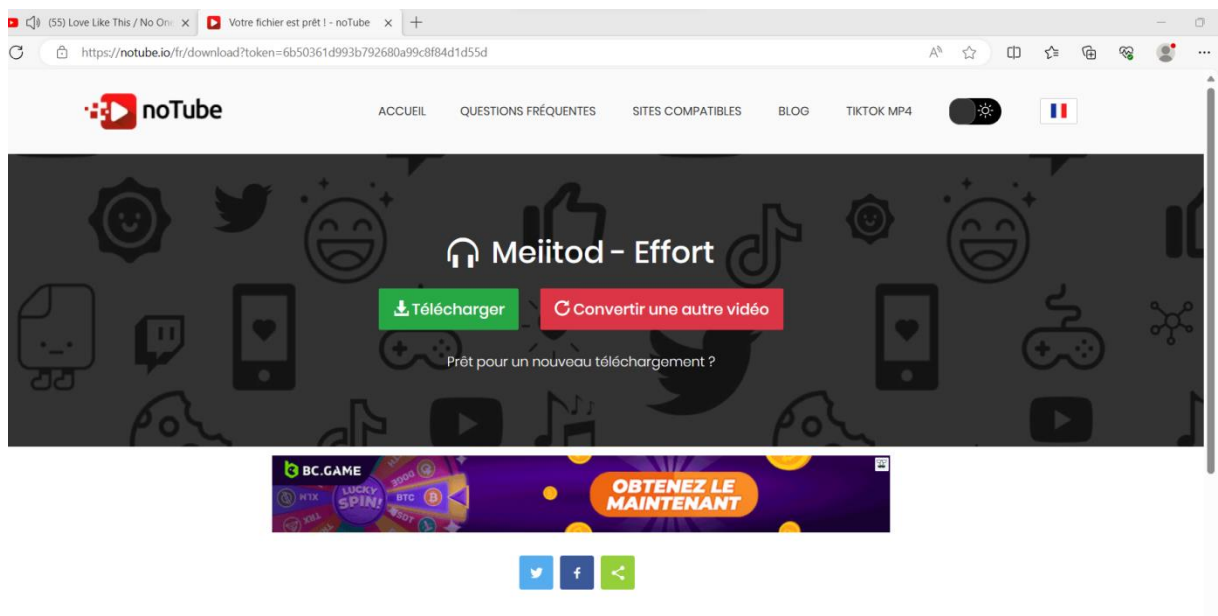 (55) Love Like This / No One
Votre fichier est prêt ! - noTube
https://notube.io/fr/download?token=6b50361d993b792680a99c8f84d1d55d
noTube
ACCUEIL QUESTIONS FRÉQUENTES SITES COMPATIBLES BLOG TIKTOK MP4
Meiitod - Effort
Télécharger Convertir une autre vidéo
Prêt pour un nouveau téléchargement ?
BC.GAME
LUCKY SPIN! BTC
3000
OBTENEZ LE
MAINTENANT